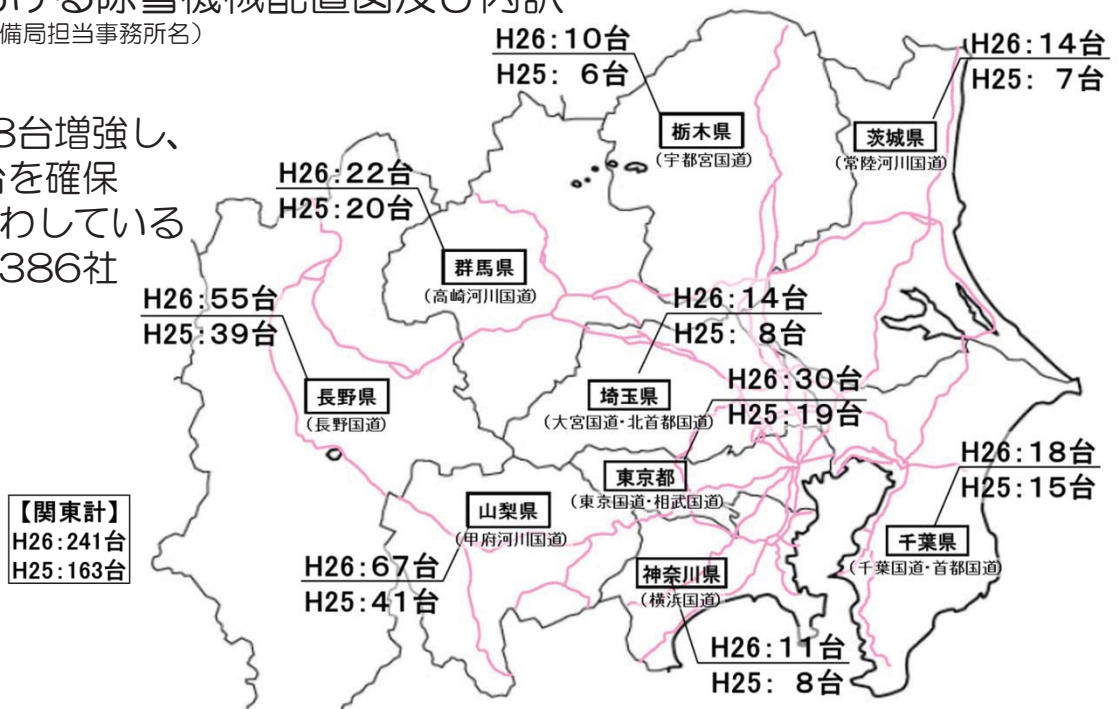 ける除雪機械配置図及び内訳
備局担当事務所名）
8台増強し、
台を確保
わしている
386社
H26:10台
H25: 6台
栃木県
（宇都宮国道）
H26:14台
H25: 7台
茨城県
（常陸河川国道）
H26:22台
H25:20台
群馬県
（高崎河川国道）
H26:55台
H25:39台
長野県
（長野国道）
H26:14台
H25: 8台
埼玉県
（大宮国道・北首都国道）
H26:30台
H25:19台
東京都
（東京国道・相武国道）
H26:18台
H25:15台
千葉県
（千葉国道・首都国道）
山梨県
（甲府河川国道）
H26:67台
H25:41台
神奈川県
（横浜国道）
H26:11台
H25: 8台
【関東計】
H26:241台
H25:163台